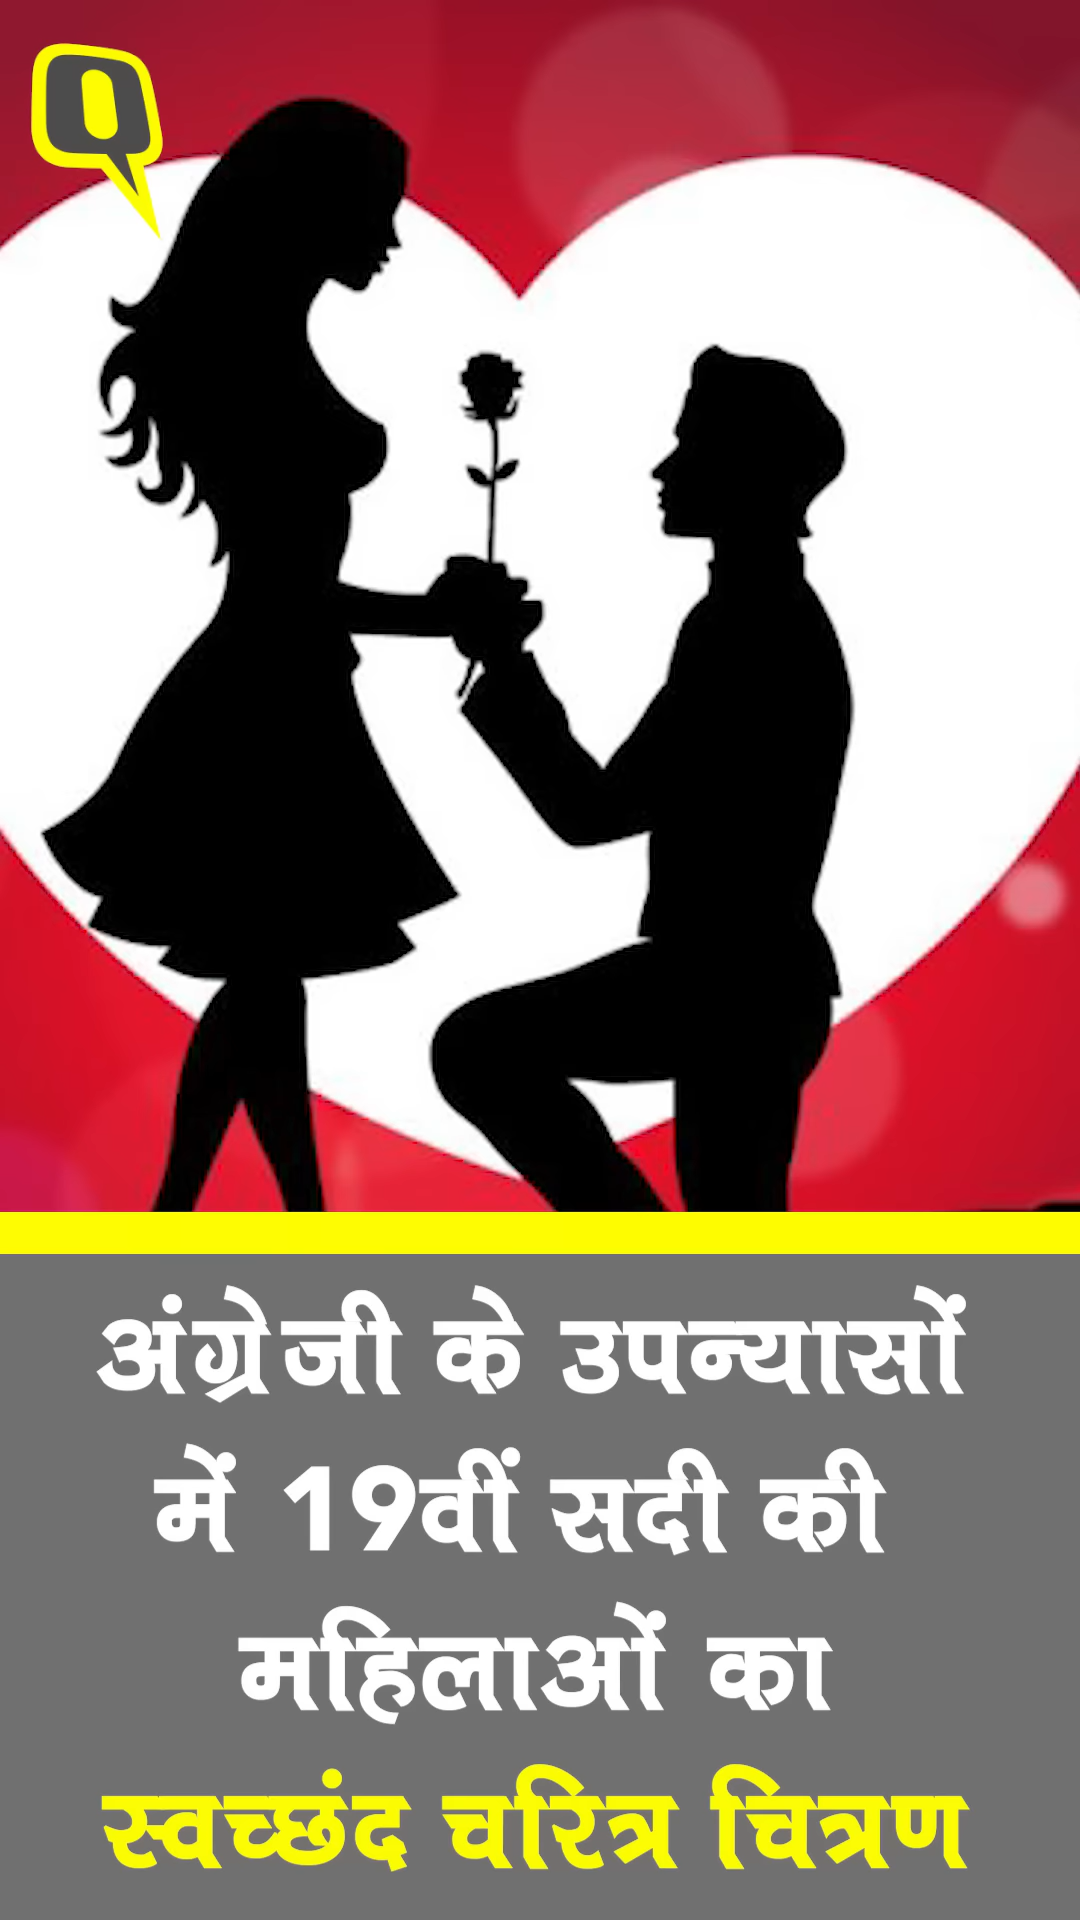 Q
अंग्रेजी के उपन्यासों
में 19वीं सदी की
महिलाओं का
स्वच्छंद चरित्र चित्रण